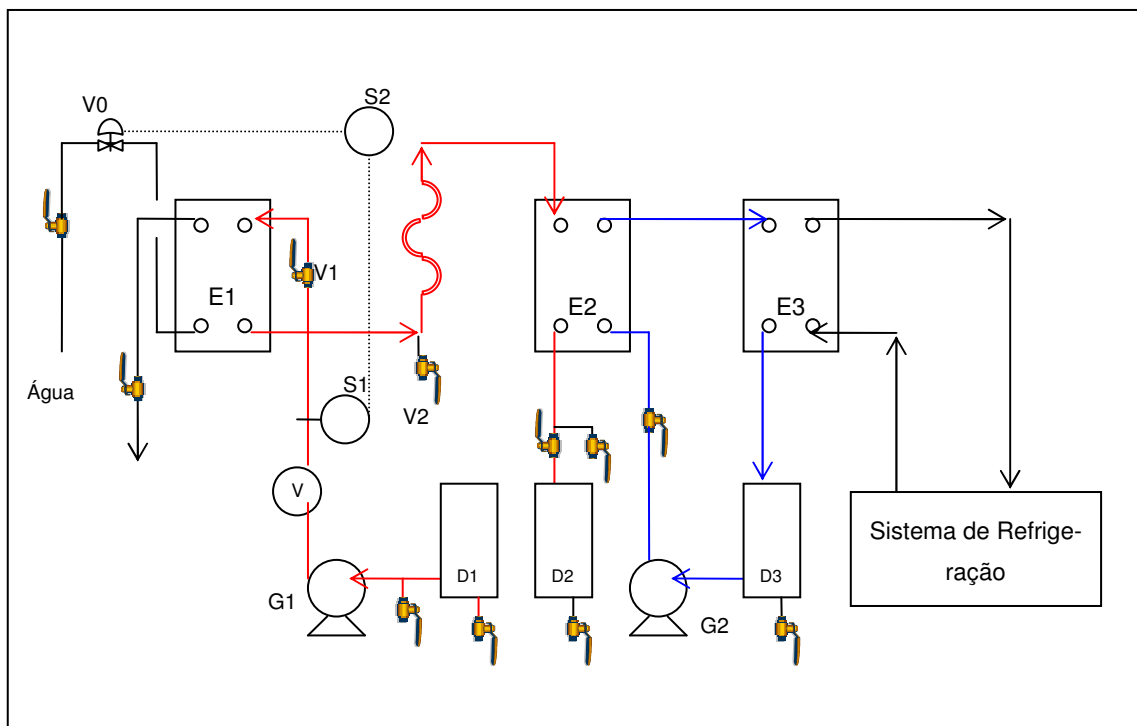 S2
V0
E1
V1
E2
E3
Água
S1
V2
V
Sistema de Refrige-
ração
D1
D2
D3
G1
G2